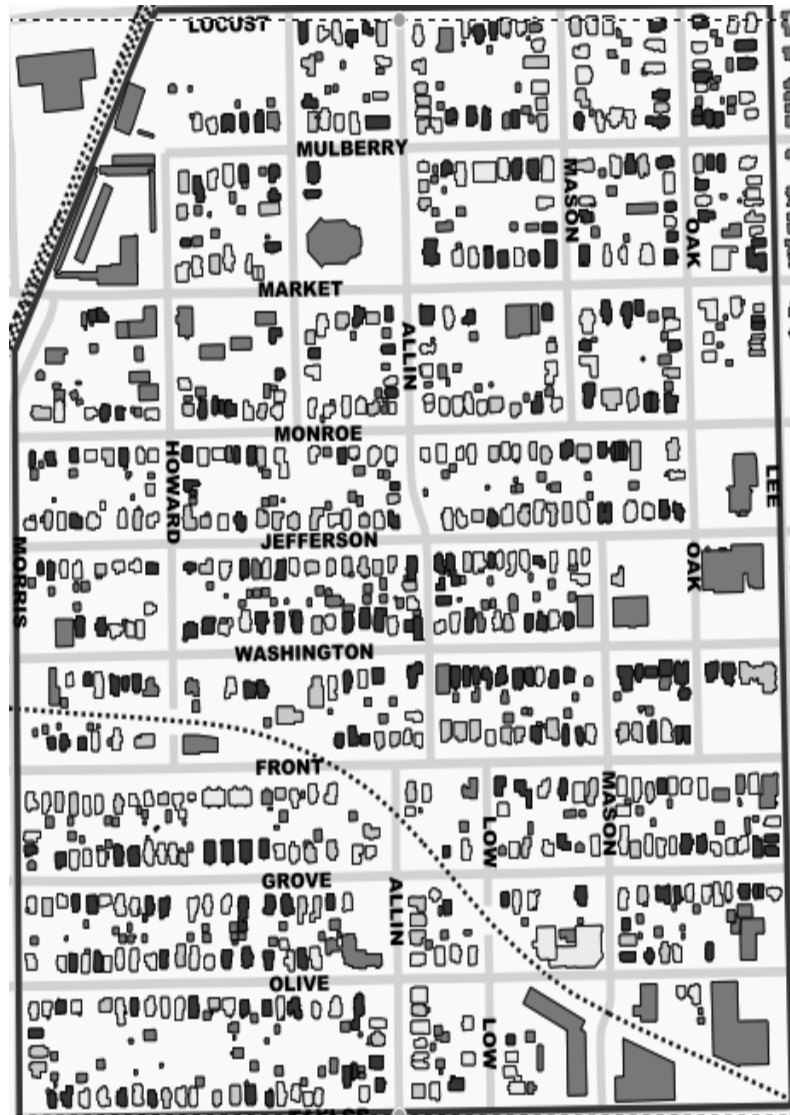 LOCUST
MULBERRY
MASON
OAK
MARKET
ALLIN
MONROE
HOWARD
LEE
MORRIS
JEFFERSON
OAK
WASHINGTON
FRONT
MASON
LOW
GROVE
ALLIN
OLIVE
LOW
TAYLOR